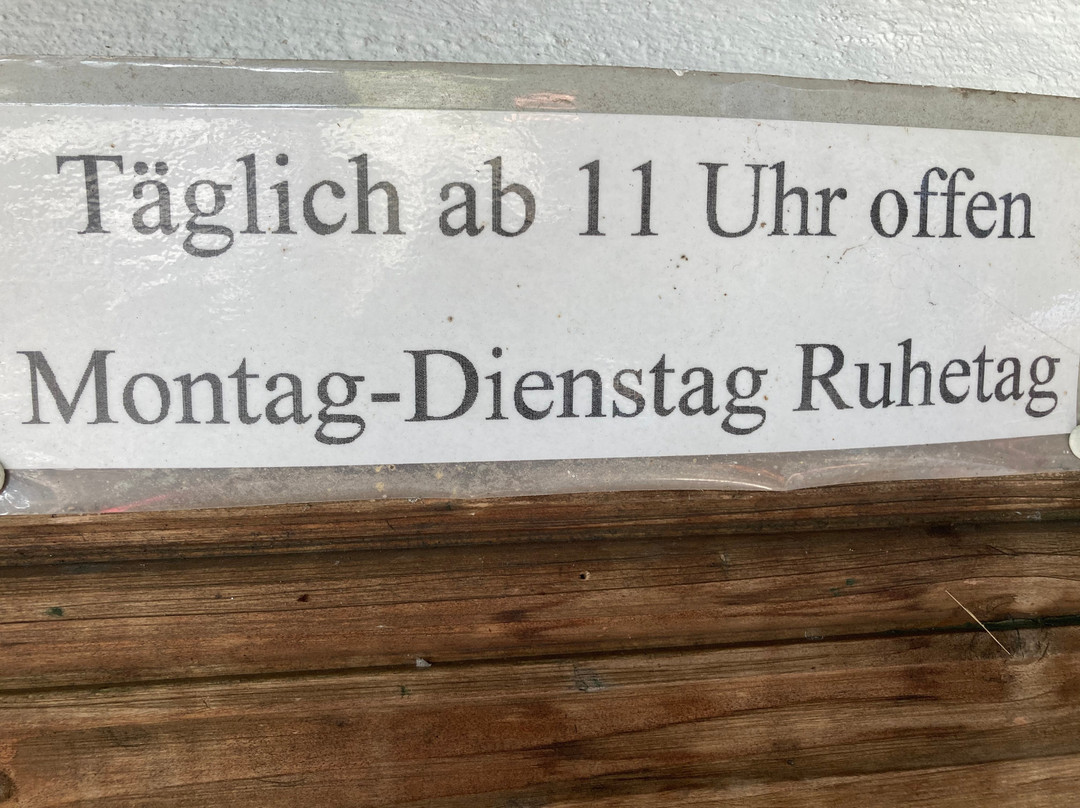 Täglich ab 11 Uhr offen
Montag-Dienstag Ruhetag